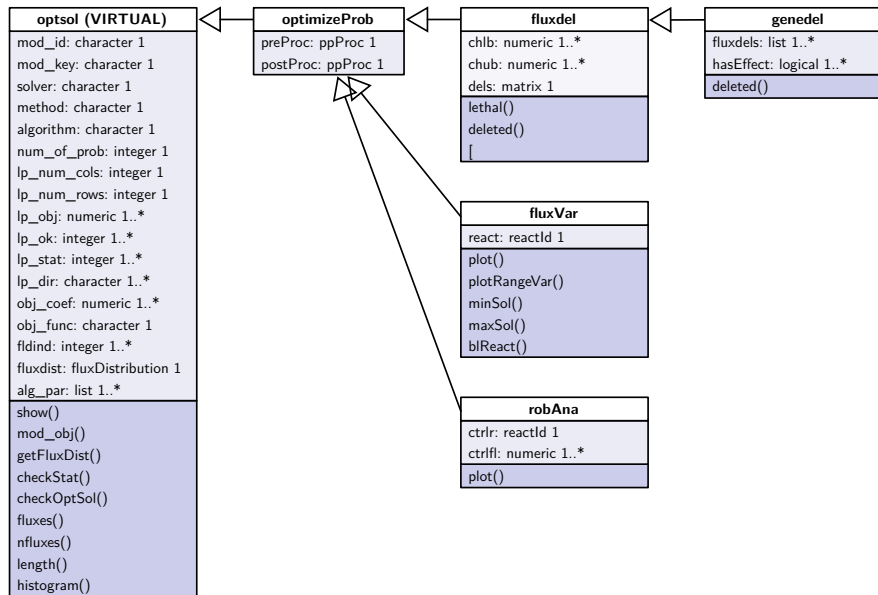 optsol (VIRTUAL)
mod_id: character 1
mod_key: character 1
solver: character 1
method: character 1
algorithm: character 1
num_of_prob: integer 1
lp_num_cols: integer 1
lp_num_rows: integer 1
lp_obj: numeric 1..*
lp_ok: integer 1..*
lp_stat: integer 1..*
lp_dir: character 1..*
obj_coef: numeric 1..*
obj_func: character 1
fldind: integer 1..*
fluxdist: fluxDistribution 1
alg_par: list 1..*
show()
mod_obj()
getFluxDist()
checkStat()
checkOptSol()
fluxes()
nfluxes()
length()
histogram()
optimizeProb
preProc: ppProc 1
postProc: ppProc 1
fluxdel
chlb: numeric 1..*
chub: numeric 1..*
dels: matrix 1
lethal()
deleted()
[
genedel
fluxdels: list 1..*
hasEffect: logical 1..*
deleted()
fluxVar
react: reactId 1
plot()
plotRangeVar()
minSol()
maxSol()
blReact()
robAna
ctrlr: reactId 1
ctrlfl: numeric 1..*
plot()